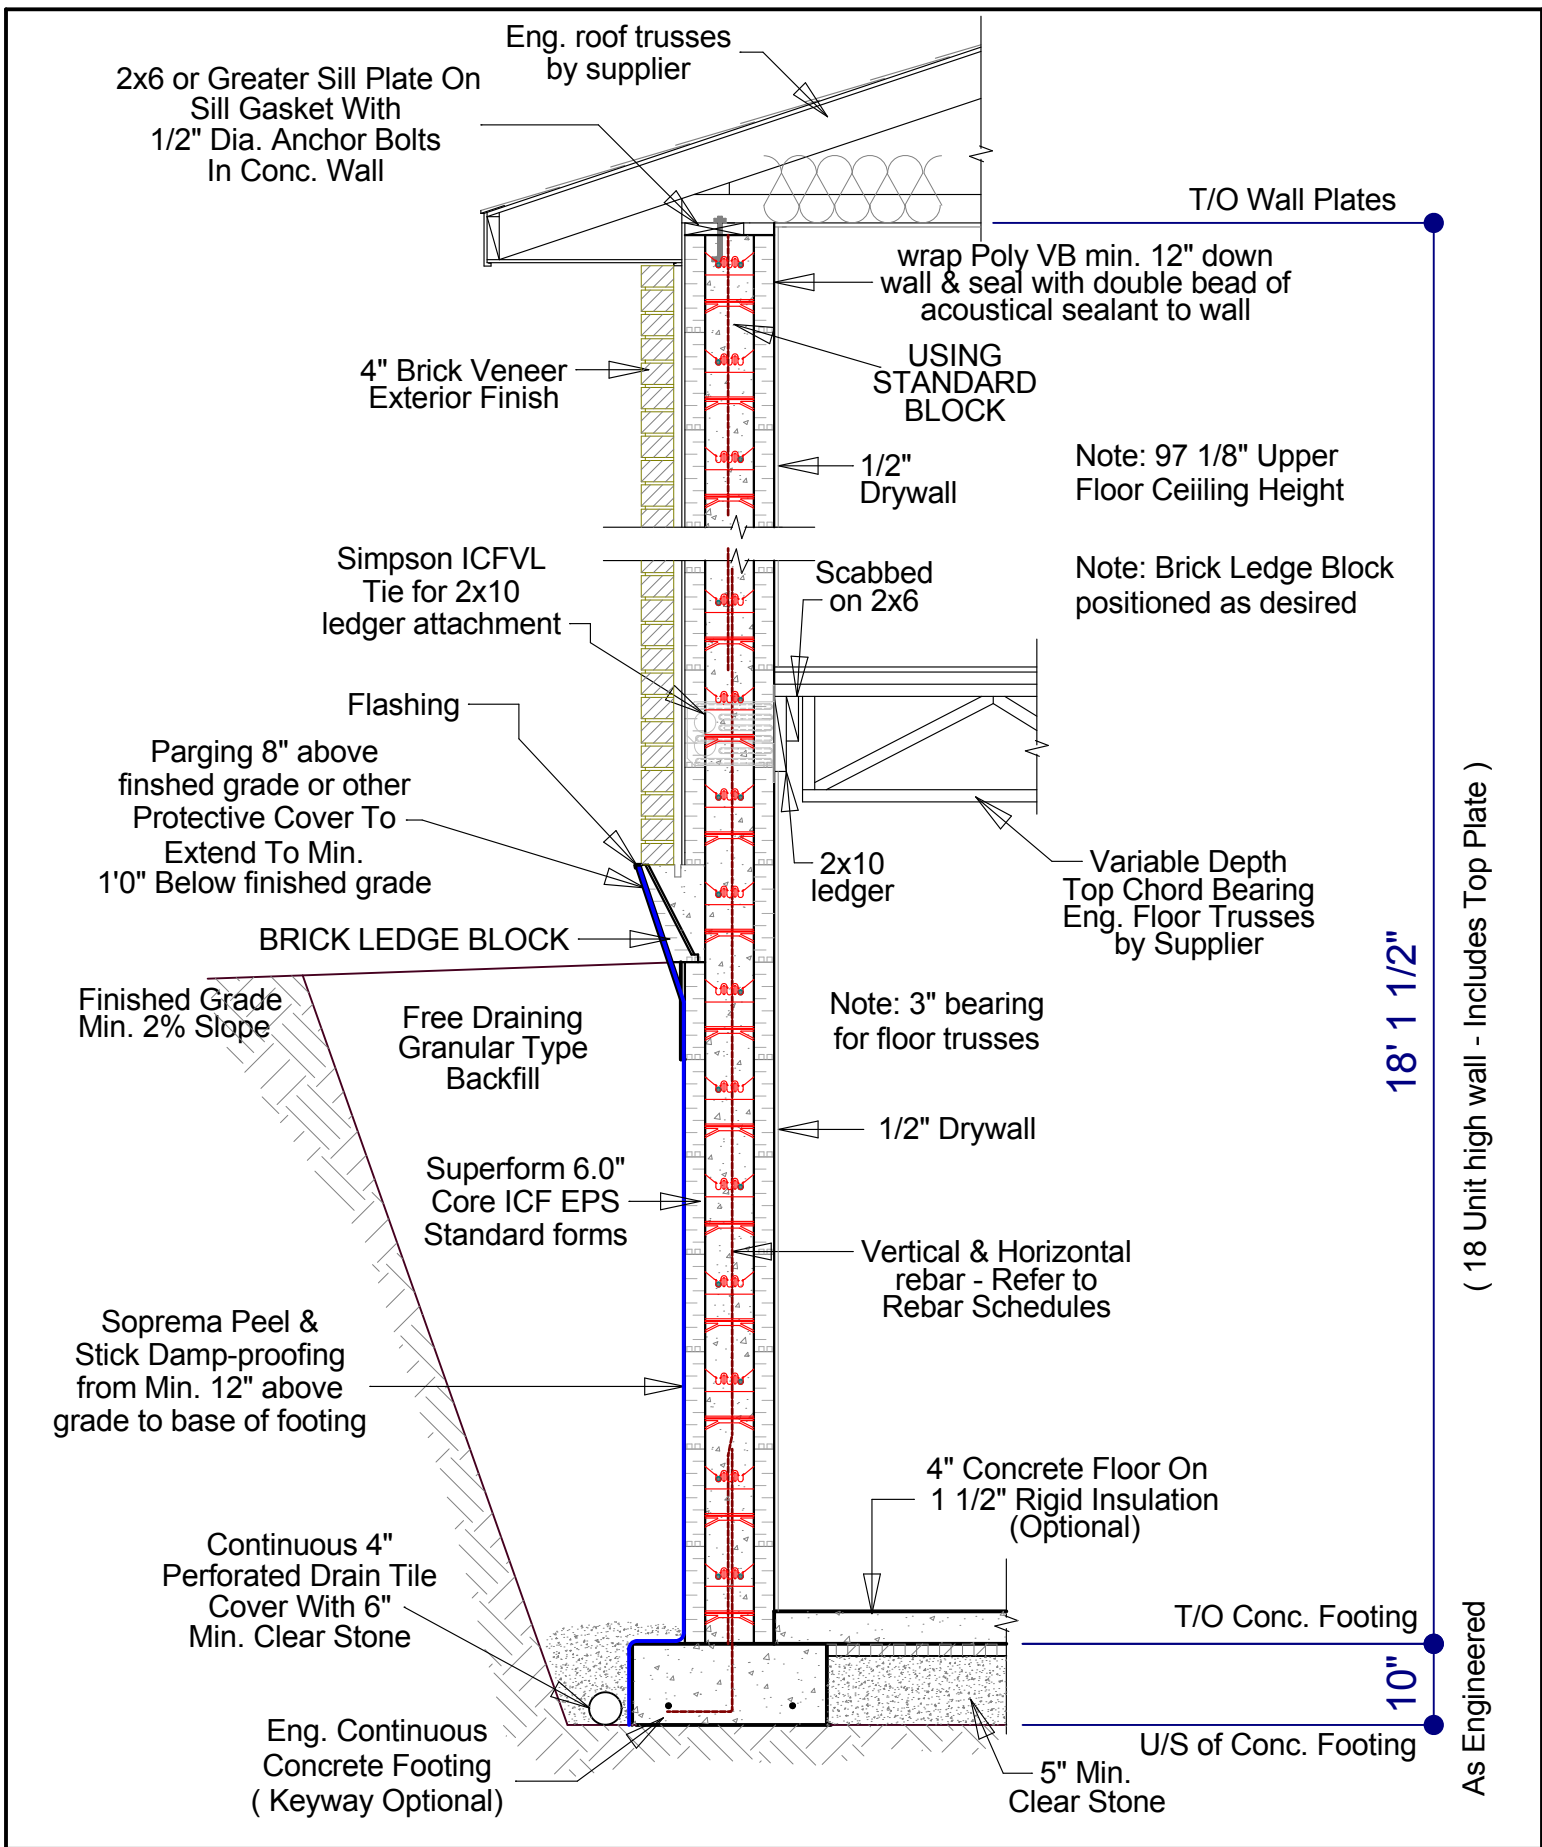 Eng. roof trusses
by supplier
2x6 or Greater Sill Plate On
Sill Gasket With
1/2" Dia. Anchor Bolts
In Conc. Wall
T/O Wall Plates
wrap Poly VB min. 12" down
wall & seal with double bead of
acoustical sealant to wall
USING
STANDARD
BLOCK
4" Brick Veneer
Exterior Finish
1/2"
Drywall
Note: 97 1/8" Upper
Floor Ceiiling Height
Simpson ICFVL
Tie for 2x10
ledger attachment
Scabbed
on 2x6
Note: Brick Ledge Block
positioned as desired
Flashing
Parging 8" above
finshed grade or other
Protective Cover To
Extend To Min.
1'0" Below finished grade
2x10
ledger
Variable Depth
Top Chord Bearing
Eng. Floor Trusses
by Supplier
BRICK LEDGE BLOCK
Finished Grade
Min. 2% Slope
Free Draining
Granular Type
Backfill
Note: 3" bearing
for floor trusses
18' 1 1/2"
( 18 Unit high wall - Includes Top Plate )
1/2" Drywall
Superform 6.0"
Core ICF EPS
Standard forms
Vertical & Horizontal
rebar - Refer to
Rebar Schedules
Soprema Peel &
Stick Damp-proofing
from Min. 12" above
grade to base of footing
4" Concrete Floor On
1 1/2" Rigid Insulation
(Optional)
Continuous 4"
Perforated Drain Tile
Cover With 6"
Min. Clear Stone
T/O Conc. Footing
10"
As Engineered
U/S of Conc. Footing
Eng. Continuous
Concrete Footing
( Keyway Optional)
5" Min.
Clear Stone